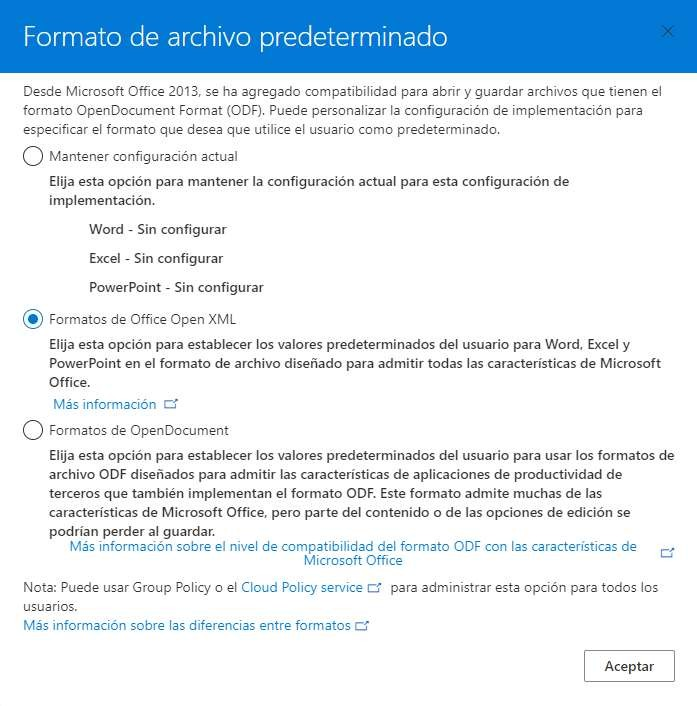 Formato de archivo predeterminado
Desde Microsoft Office 2013, se ha agregado compatibilidad para abrir y guardar archivos que tienen el
formato OpenDocument Format (ODF). Puede personalizar la configuración de implementación para
especificar el formato que desea que utilice el usuario como predeterminado.
Mantener configuración actual
Elija esta opción para mantener la configuración actual para esta configuración de
implementación.
Word - Sin configurar
Excel - Sin configurar
PowerPoint - Sin configurar
Formatos de Office Open XML
Elija esta opción para establecer los valores predeterminados del usuario para Word, Excel y
PowerPoint en el formato de archivo diseñado para admitir todas las características de Microsoft
Office.
Más información
Formatos de OpenDocument
Elija esta opción para establecer los valores predeterminados del usuario para usar los formatos de
archivo ODF diseñados para admitir las características de aplicaciones de productividad de
terceros que también implementan el formato ODF. Este formato admite muchas de las
características de Microsoft Office, pero parte del contenido o de las opciones de edición se
podrían perder al guardar.
Más información sobre el nivel de compatibilidad del formato ODF con las características de
Microsoft Office
Nota: Puede usar Group Policy o el Cloud Policy service para administrar esta opción para todos los
usuarios.
Más información sobre las diferencias entre formatos
Aceptar